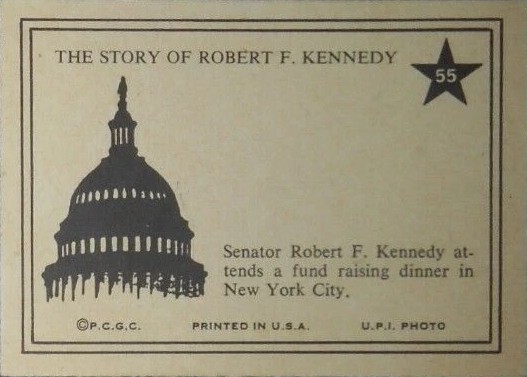 THE STORY OF ROBERT F. KENNEDY
55
Senator Robert F. Kennedy at-
tends a fund raising dinner in
New York City.
©P.C.G.C. PRINTED IN U.S.A. U.P.I. PHOTO